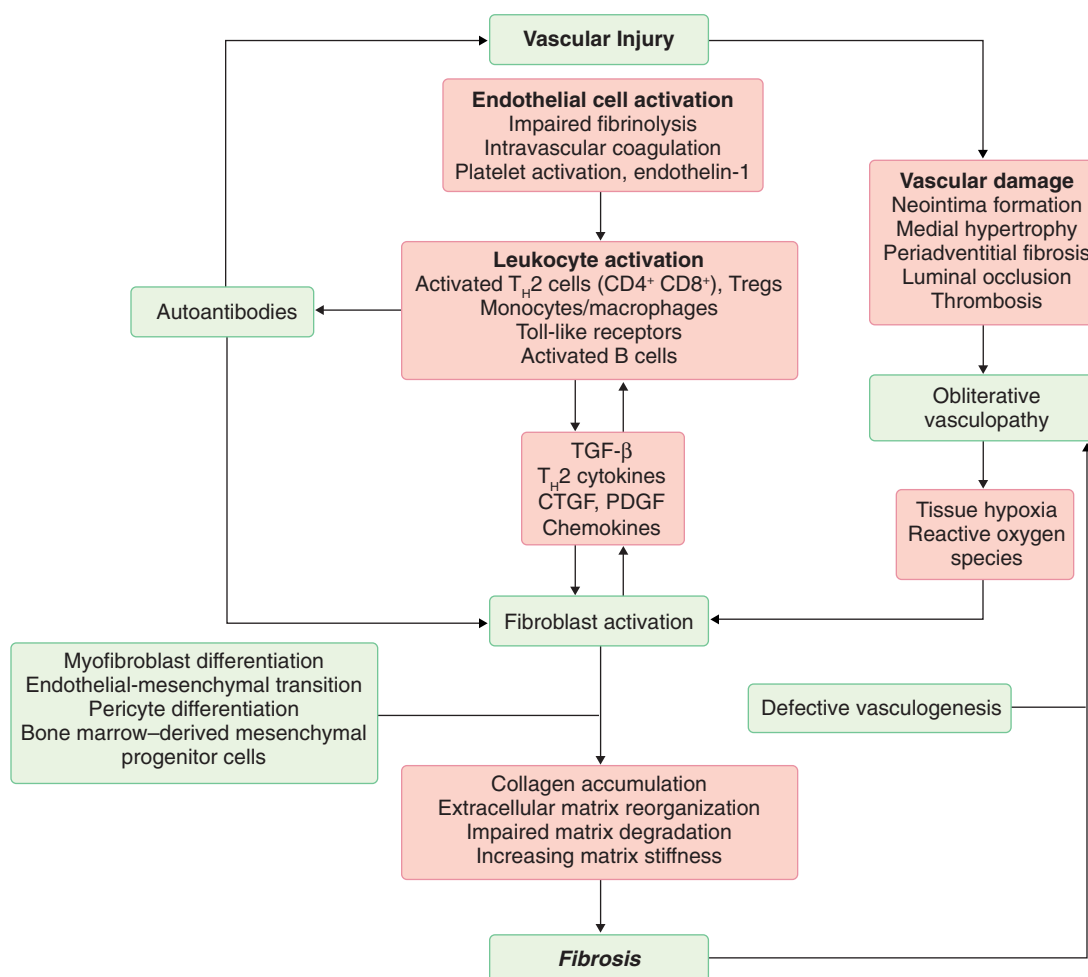 Vascular Injury
Endothelial cell activation
Impaired fibrinolysis
Intravascular coagulation
Platelet activation, endothelin-1
Vascular damage
Neointima formation
Medial hypertrophy
Periadventitial fibrosis
Luminal occlusion
Thrombosis
Leukocyte activation
Activated TH2 cells (CD4⁺ CD8⁺), Tregs
Monocytes/macrophages
Toll-like receptors
Activated B cells
Autoantibodies
Obliterative
vasculopathy
TGF-β
TH2 cytokines
CTGF, PDGF
Chemokines
Tissue hypoxia
Reactive oxygen
species
Fibroblast activation
Myofibroblast differentiation
Endothelial-mesenchymal transition
Pericyte differentiation
Bone marrow–derived mesenchymal
progenitor cells
Defective vasculogenesis
Collagen accumulation
Extracellular matrix reorganization
Impaired matrix degradation
Increasing matrix stiffness
Fibrosis